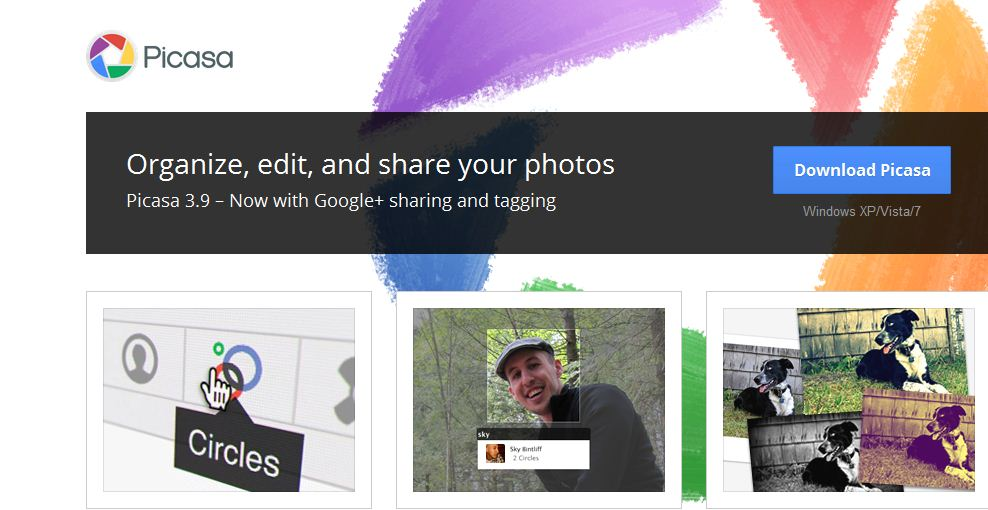 Picasa
Organize, edit, and share your photos
Picasa 3.9 – Now with Google+ sharing and tagging
Download Picasa
Windows XP/Vista/7
Circles
sky
Sky Bintliff
2 Circles